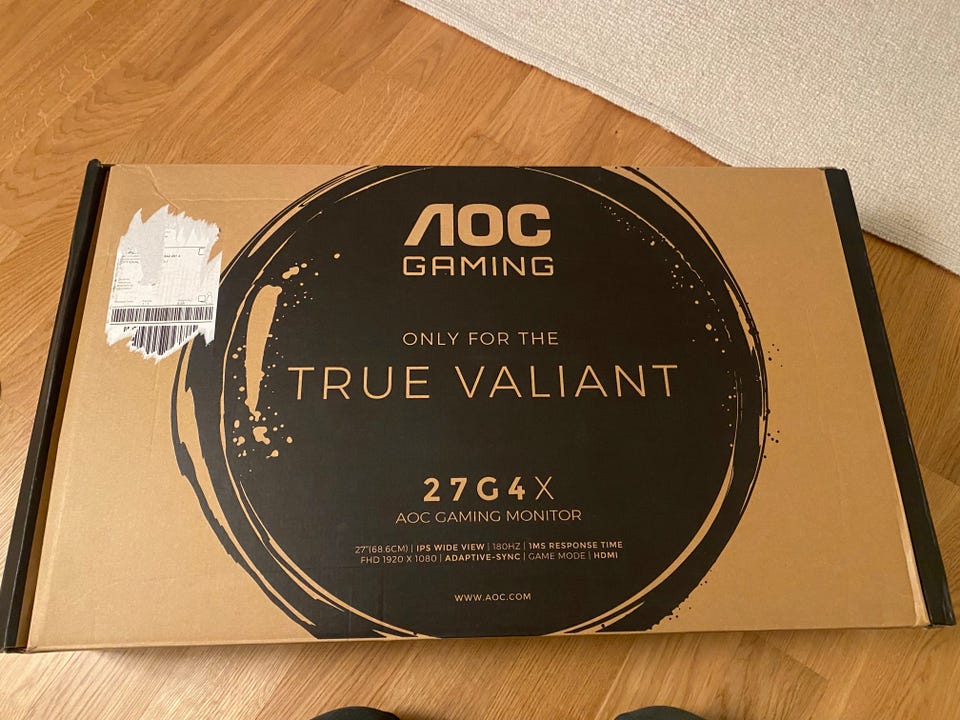 AOC
GAMING
ONLY FOR THE
TRUE VALIANT
27G4X
AOC GAMING MONITOR
27"(68.6CM) | IPS WIDE VIEW | 180HZ | 1MS RESPONSE TIME
FHD 1920 X 1080 | ADAPTIVE-SYNC | GAME MODE | HDMI
WWW.AOC.COM